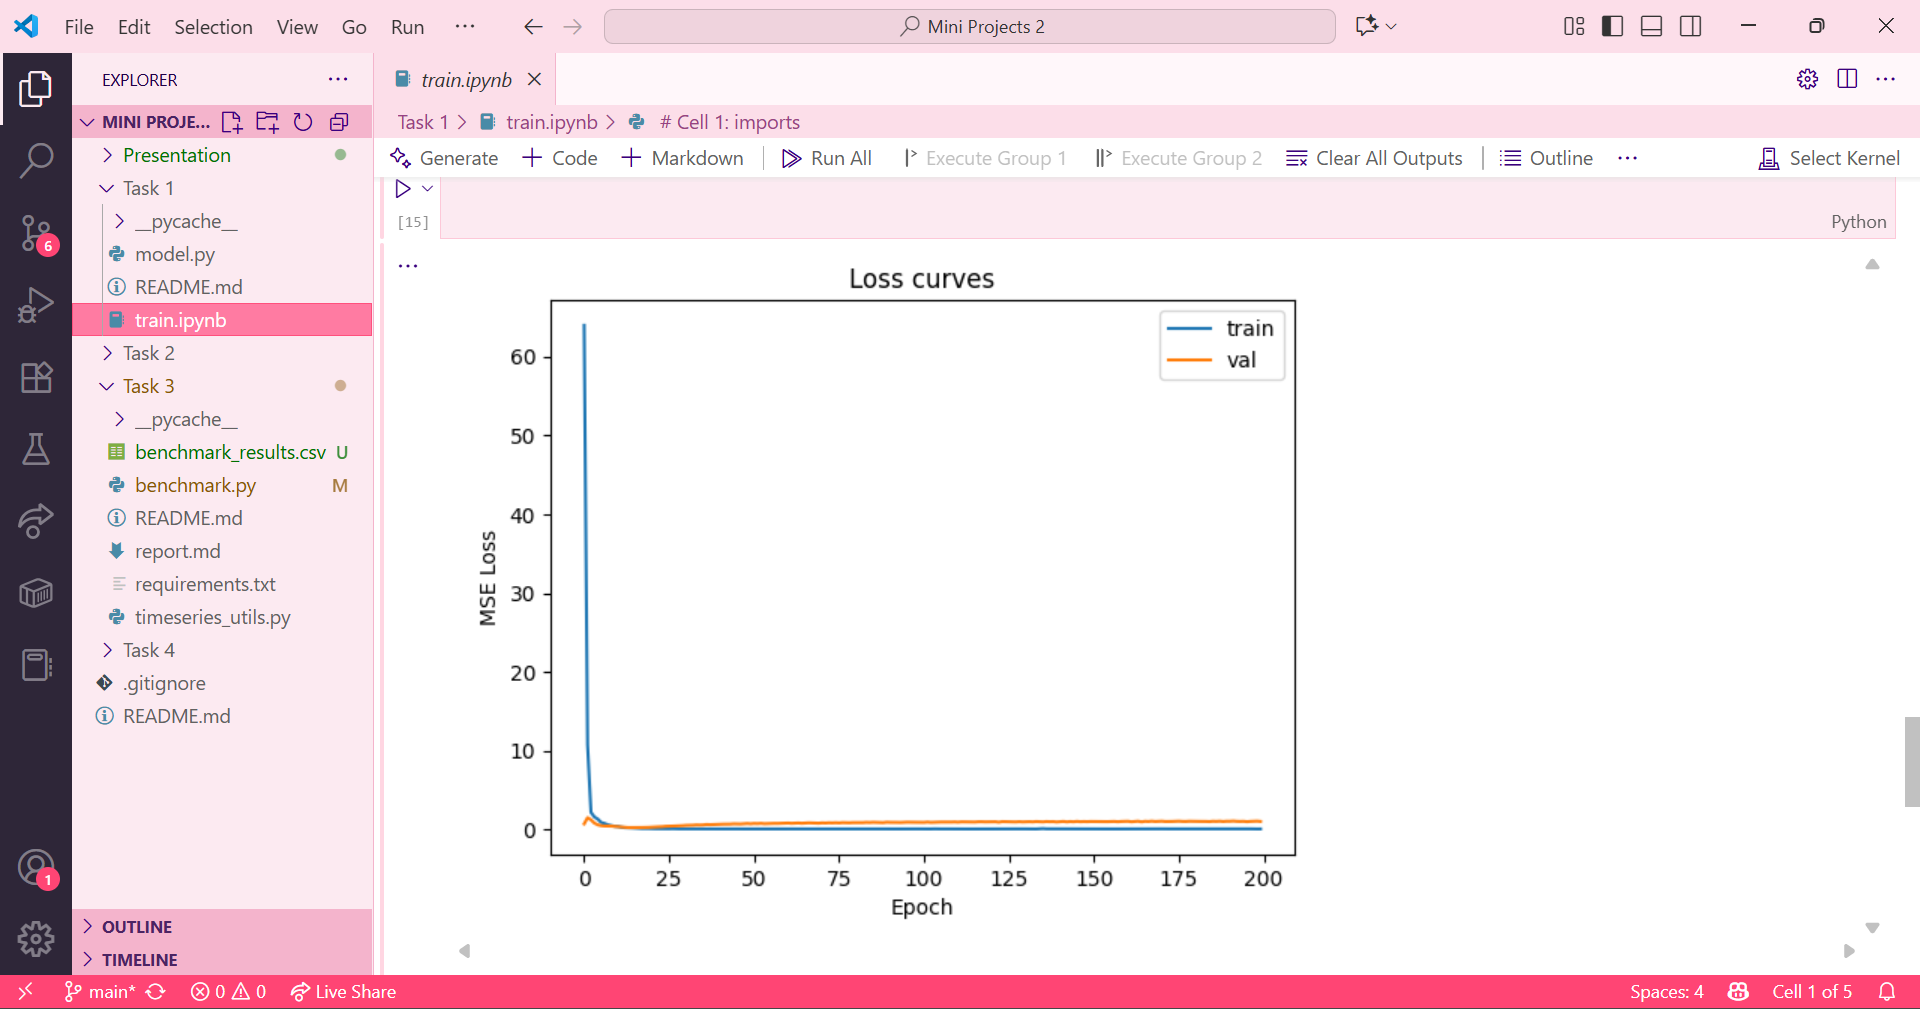 File Edit Selection View Go Run ···
Mini Projects 2
EXPLORER
MINI PROJE...
Presentation
Task 1
__pycache__
model.py
README.md
train.ipynb
Task 2
Task 3
__pycache__
benchmark_results.csv U
benchmark.py M
README.md
report.md
requirements.txt
timeseries_utils.py
Task 4
.gitignore
README.md
OUTLINE
TIMELINE
6
1
train.ipynb
Task 1 > train.ipynb > # Cell 1: imports
Generate + Code + Markdown Run All Execute Group 1 Execute Group 2 Clear All Outputs Outline ··· Select Kernel
[15]
Python
Loss curves
train
val
60
50
40
30
20
10
0
MSE Loss
0 25 50 75 100 125 150 175 200
Epoch
main* 0 0 Live Share
Spaces: 4 Cell 1 of 5